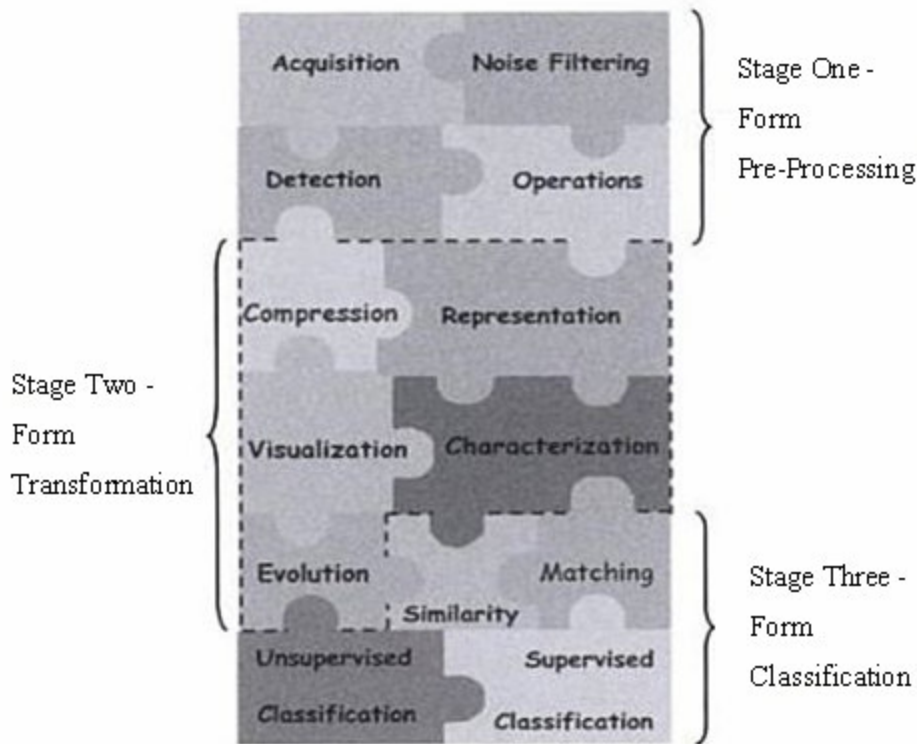 Acquisition
Noise Filtering
Stage One -
Form
Pre-Processing
Detection
Operations
Compression
Representation
Stage Two -
Form
Transformation
Visualization
Characterization
Evolution
Similarity
Matching
Stage Three -
Form
Classification
Unsupervised
Classification
Supervised
Classification